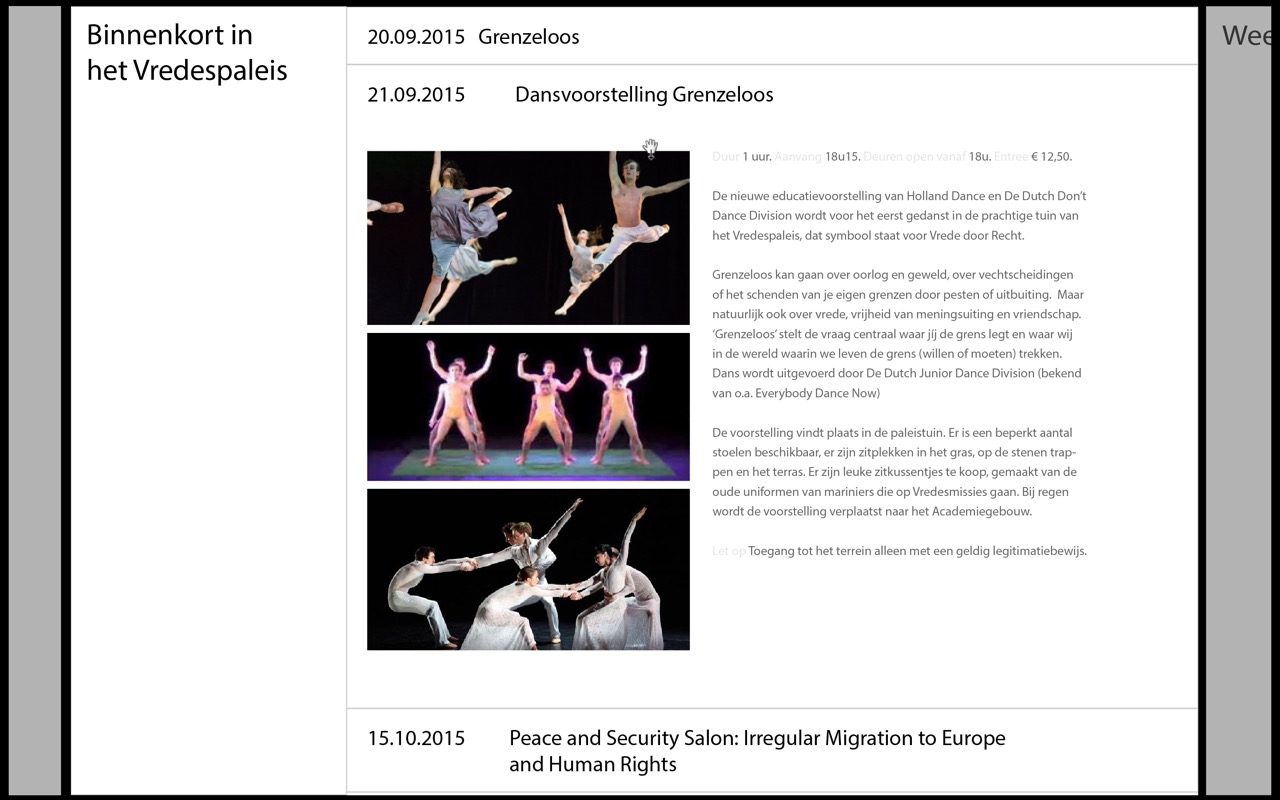 Binnenkort in
het Vredespaleis
20.09.2015 Grenzeloos
21.09.2015 Dansvoorstelling Grenzeloos
Duur 1 uur. Aanvang 18u15. Deuren open vanaf 18u. Entree € 12,50.
De nieuwe educatievoorstelling van Holland Dance en De Dutch Don't
Dance Division wordt voor het eerst gedanst in de prachtige tuin van
het Vredespaleis, dat symbool staat voor Vrede door Recht.
Grenzeloos kan gaan over oorlog en geweld, over vechtscheidingen
of het schenden van je eigen grenzen door pesten of uitbuiting. Maar
natuurlijk ook over vrede, vrijheid van meningsuiting en vriendschap.
'Grenzeloos' stelt de vraag centraal waar jíj de grens legt en waar wij
in de wereld waarin we leven de grens (willen of moeten) trekken.
Dans wordt uitgevoerd door De Dutch Junior Dance Division (bekend
van o.a. Everybody Dance Now)
De voorstelling vindt plaats in de paleistuin. Er is een beperkt aantal
stoelen beschikbaar, er zijn zitplekken in het gras, op de stenen trap-
pen en het terras. Er zijn leuke zitkussentjes te koop, gemaakt van de
oude uniformen van mariniers die op Vredesmissies gaan. Bij regen
wordt de voorstelling verplaatst naar het Academiegebouw.
Let op Toegang tot het terrein alleen met een geldig legitimatiebewijs.
15.10.2015 Peace and Security Salon: Irregular Migration to Europe
and Human Rights
Wee